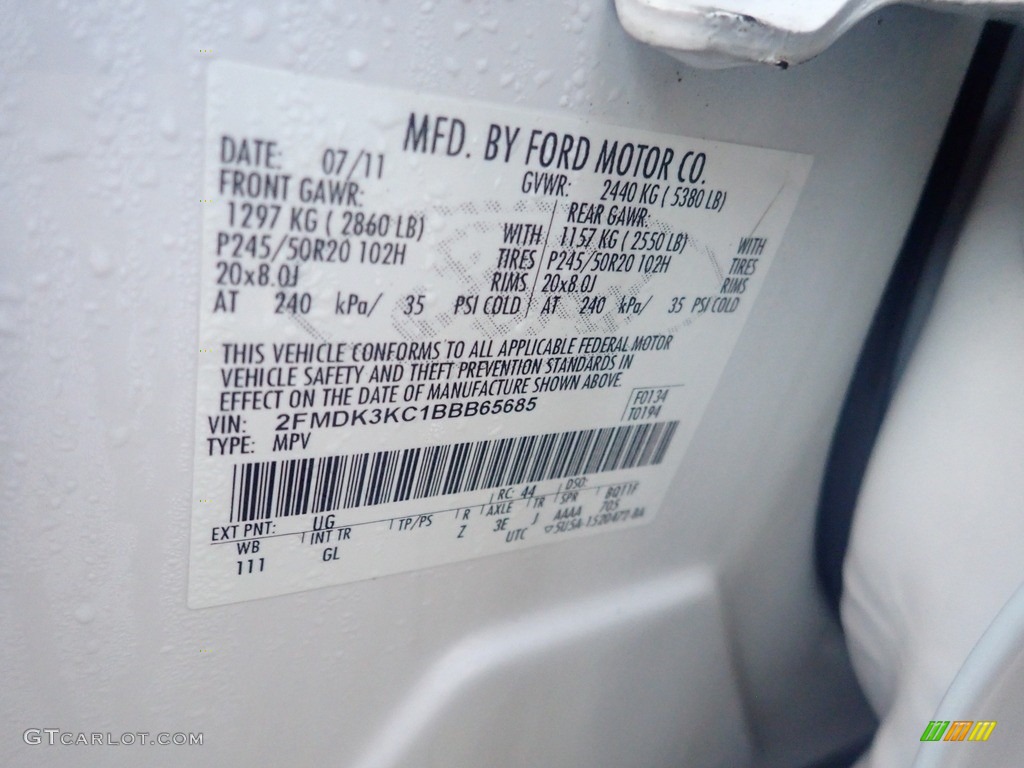 MFD. BY FORD MOTOR CO.
DATE: 07/11 GVWR: 2440 KG ( 5380 LB)
FRONT GAWR: REAR GAWR:
1297 KG ( 2860 LB) WITH 1157 KG ( 2550 LB) WITH
P245/50R20 102H TIRES P245/50R20 102H TIRES
20x8.0J RIMS 20x8.0J RIMS
AT 240 kPa/ 35 PSI COLD AT 240 kPa/ 35 PSI COLD
THIS VEHICLE CONFORMS TO ALL APPLICABLE FEDERAL MOTOR
VEHICLE SAFETY AND THEFT PREVENTION STANDARDS IN
EFFECT ON THE DATE OF MANUFACTURE SHOWN ABOVE.
VIN: 2FMDK3KC1BBB65685 F0134
TYPE: MPV T0194
RC: 44 DSO:
EXT PNT: UG TP/PS R AXLE TR SPR BQ11F
WB INT TR Z 3E J AAAA 705
111 GL UTC 5U5A-1520472-BA
GTCARLOT.COM